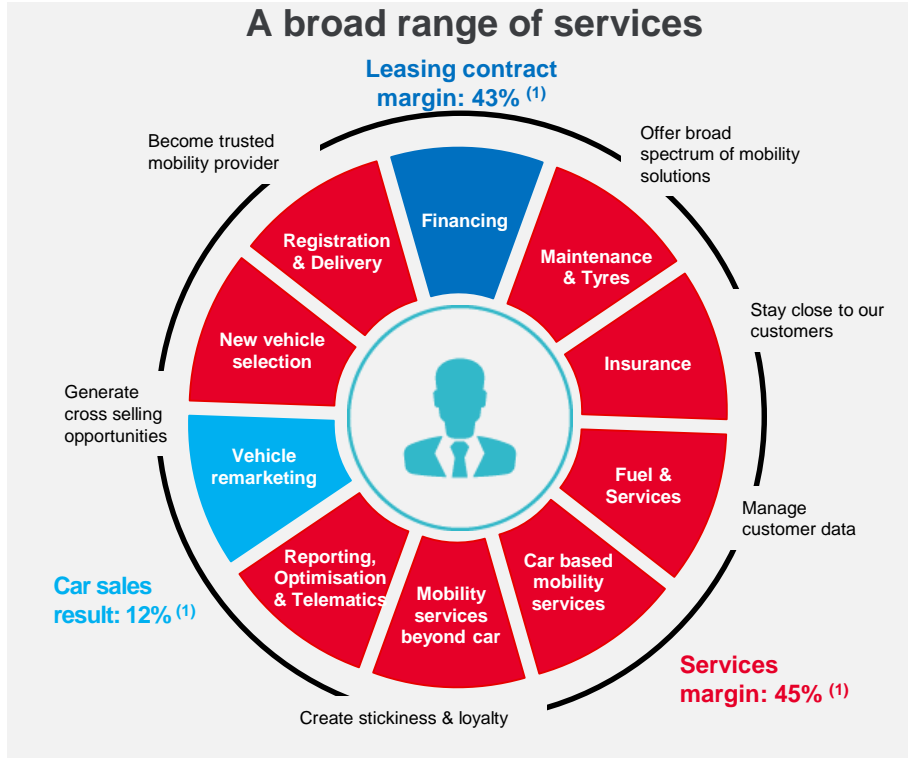 A broad range of services
Leasing contract
margin: 43% (1)
Become trusted
mobility provider
Offer broad
spectrum of mobility
solutions
Financing
Registration
& Delivery
Maintenance
& Tyres
New vehicle
selection
Insurance
Stay close to our
customers
Generate
cross selling
opportunities
Vehicle
remarketing
Fuel &
Services
Manage
customer data
Reporting,
Optimisation
& Telematics
Mobility
services
beyond car
Car based
mobility
services
Car sales
result: 12% (1)
Services
margin: 45% (1)
Create stickiness & loyalty